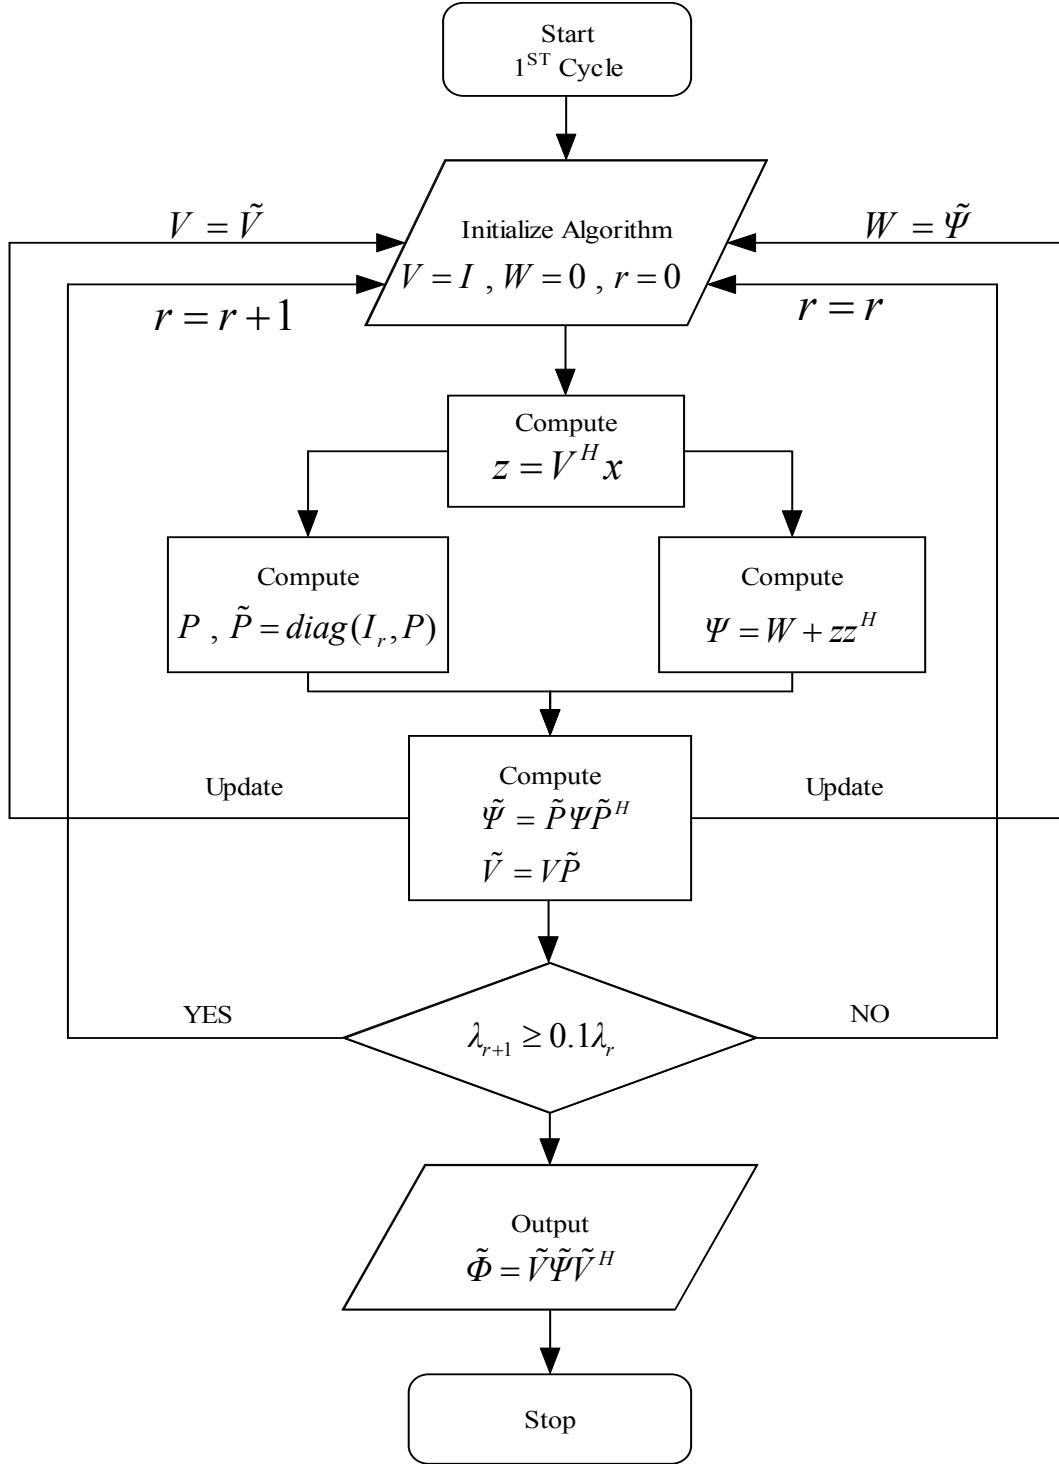 Start
1ST Cycle
V = Ṽ
W = Ψ̃
Initialize Algorithm
V = I , W = 0 , r = 0
r = r + 1
r = r
Compute
z = V^H x
Compute
P , P̃ = diag(I_r, P)
Compute
Ψ = W + zz^H
Update
Compute
Ψ̃ = P̃ΨP̃^H
Ṽ = VP̃
Update
YES
λ_{r+1} ≥ 0.1λ_r
NO
Output
Φ̃ = ṼΨ̃Ṽ^H
Stop